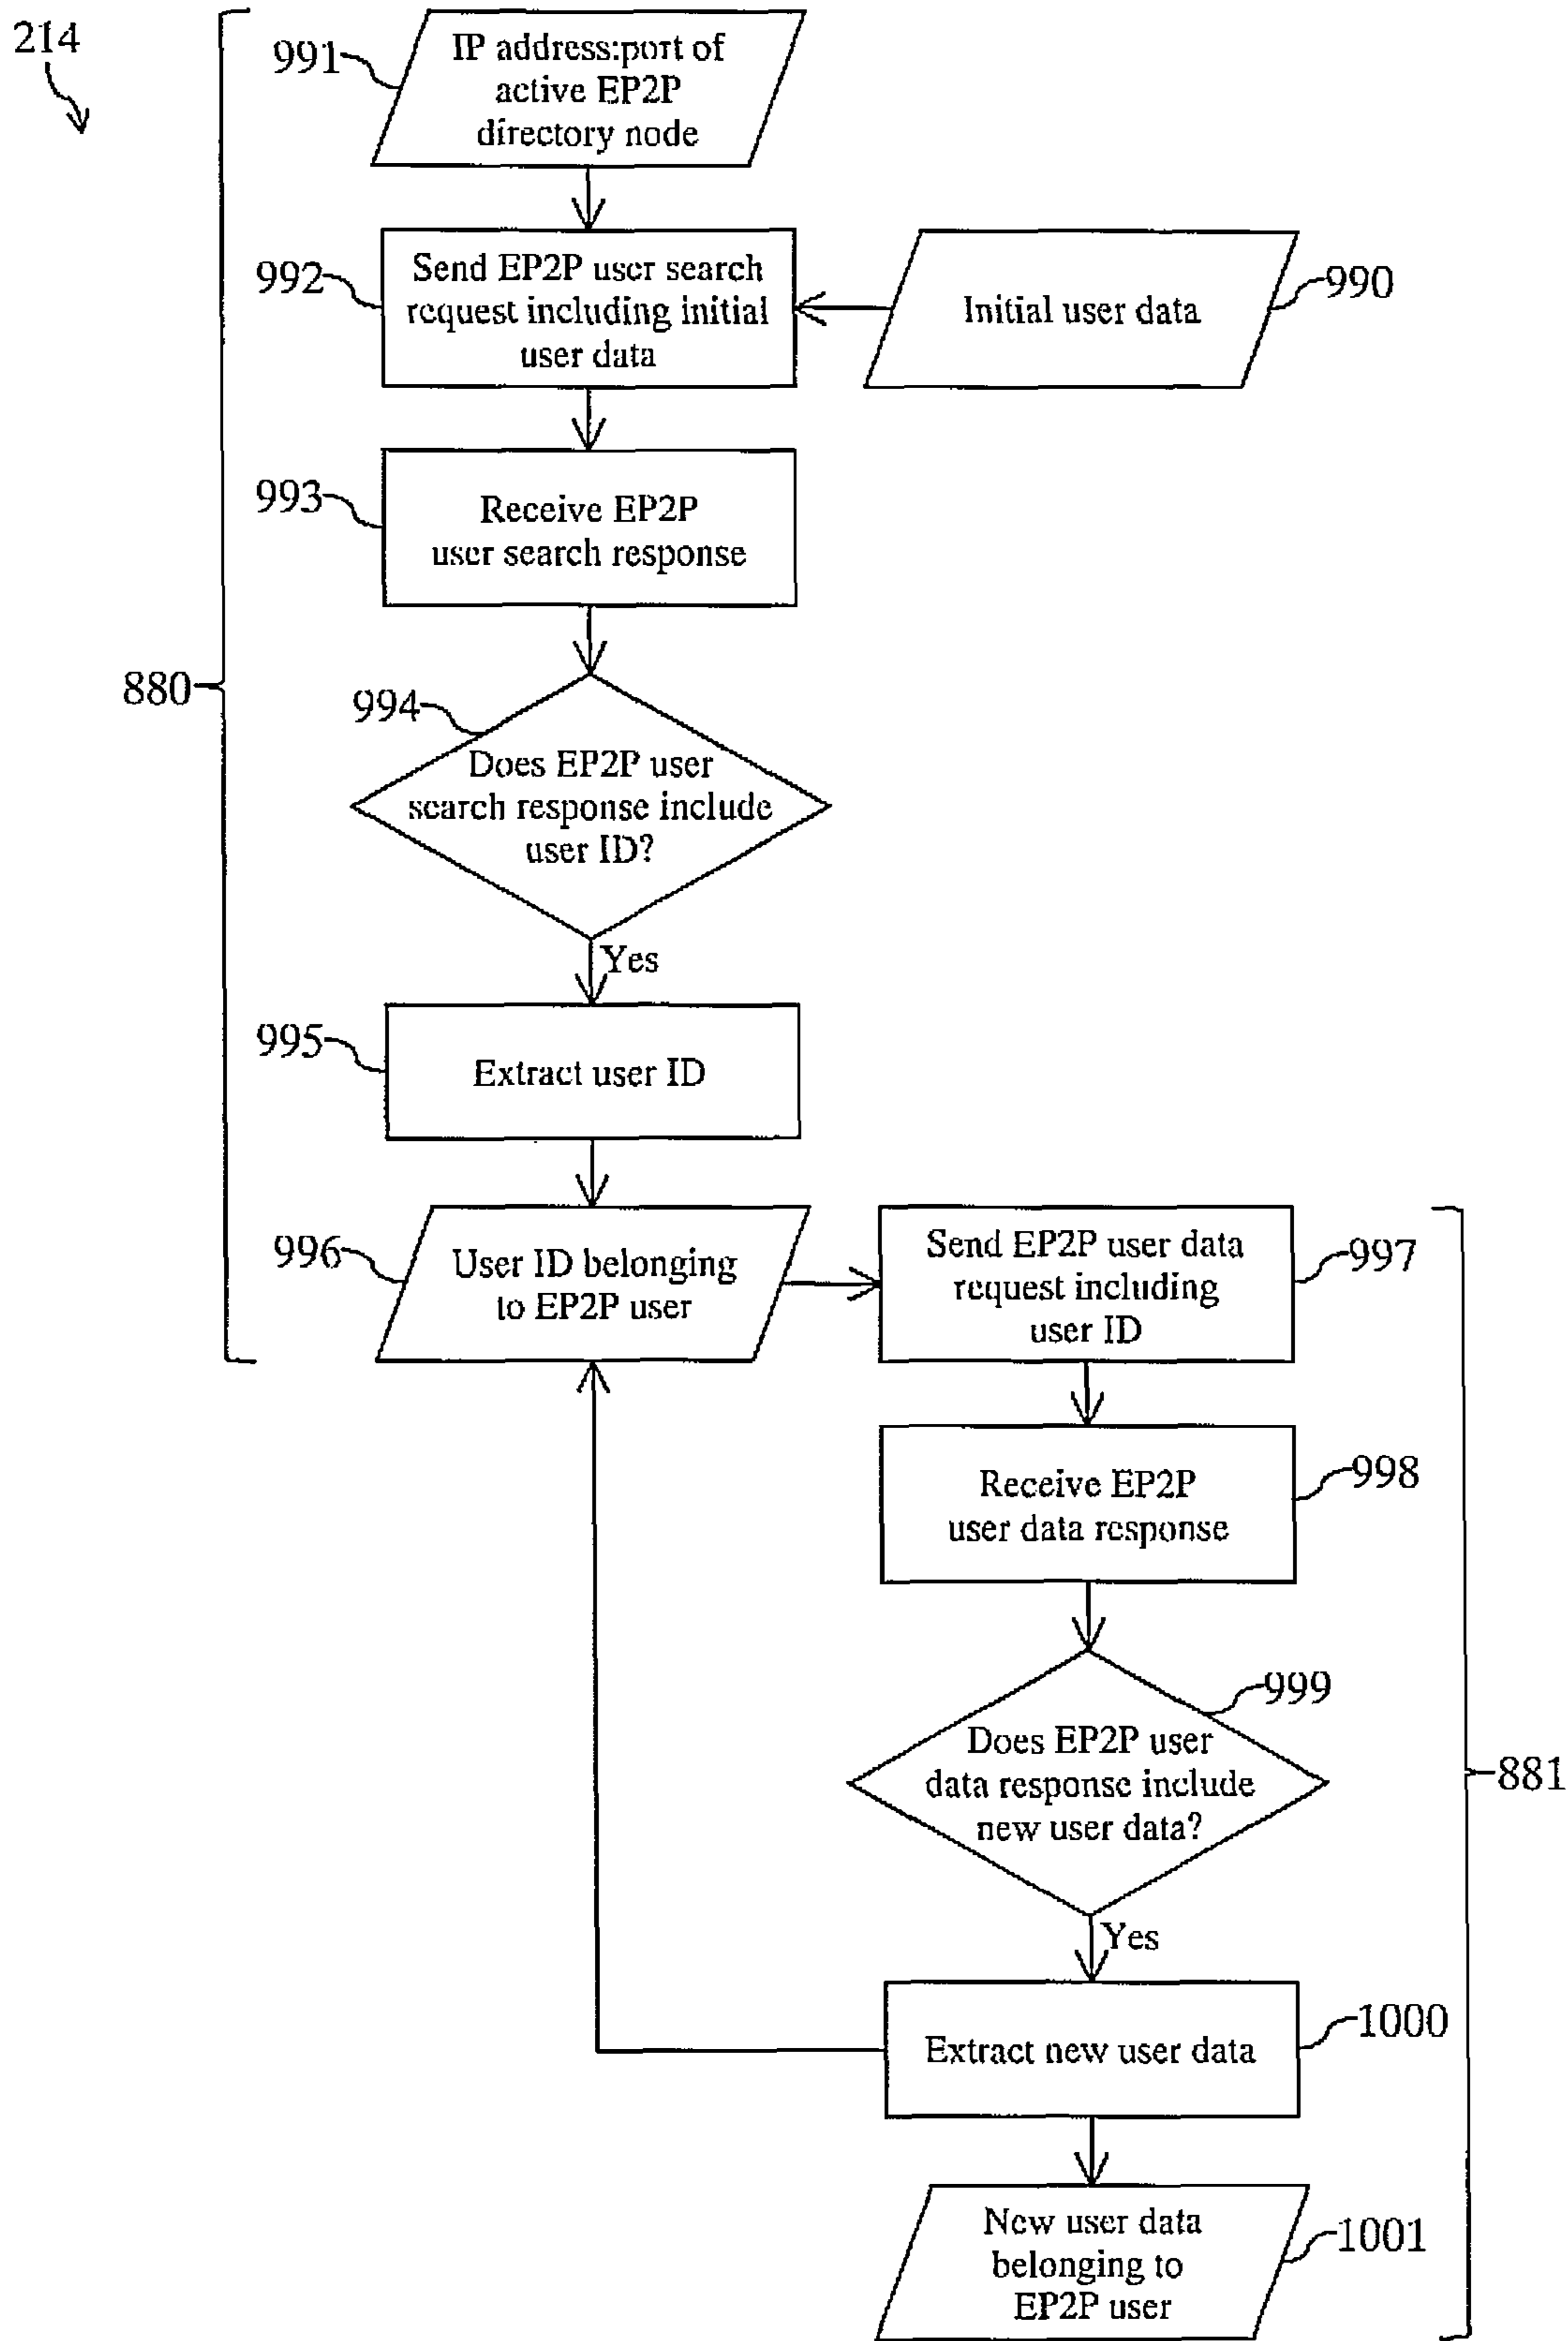 214
991
IP address:port of
active EP2P
directory node
992
Send EP2P user search
request including initial
user data
Initial user data
990
993
Receive EP2P
user search response
880
994
Does EP2P user
search response include
user ID?
Yes
995
Extract user ID
996
User ID belonging
to EP2P user
Send EP2P user data
request including
user ID
997
Receive EP2P
user data response
998
999
Does EP2P user
data response include
new user data?
881
Yes
Extract new user data
1000
New user data
belonging to
EP2P user
1001